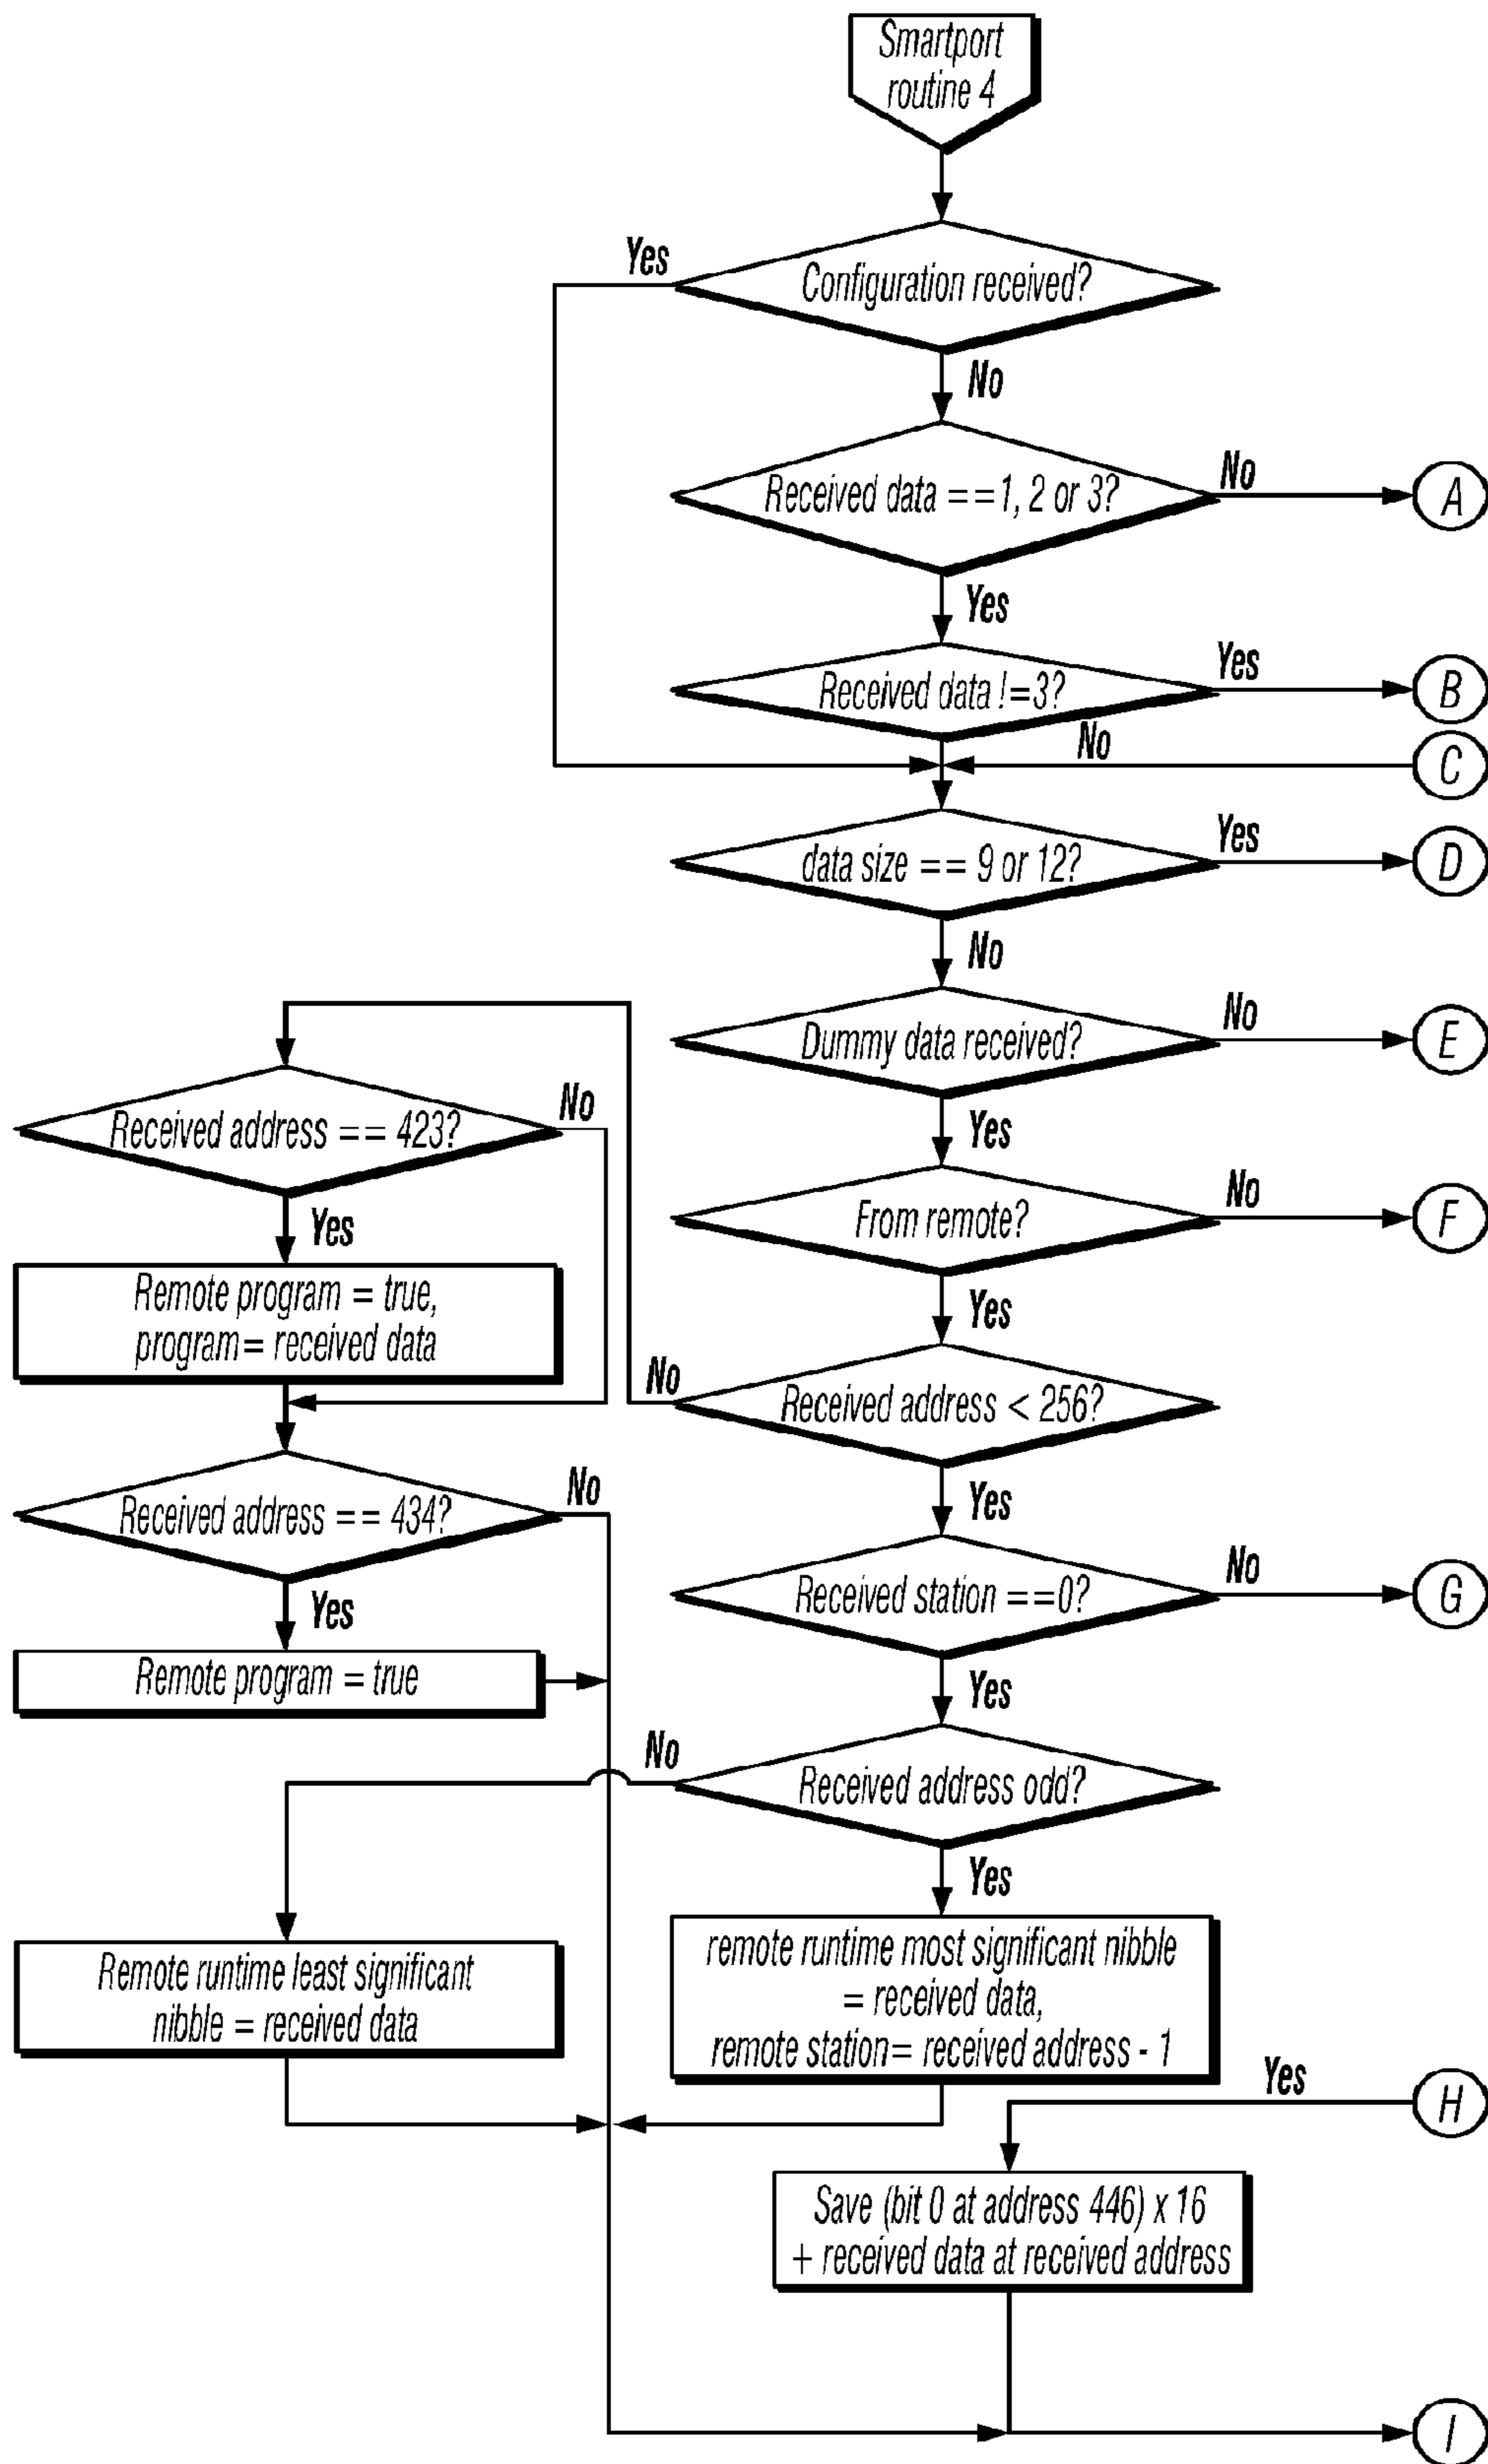 Smartport
routine 4
Yes
Configuration received?
No
Received data ==1, 2 or 3?
No
A
Yes
Received data !=3?
Yes
B
No
C
data size == 9 or 12?
Yes
D
No
Dummy data received?
No
E
Received address == 423?
No
Yes
From remote?
No
F
Yes
Remote program = true,
program= received data
Yes
No
Received address < 256?
Received address == 434?
No
Yes
Received station ==0?
No
G
Yes
Remote program = true
Yes
No
Received address odd?
Yes
Remote runtime least significant
nibble = received data
remote runtime most significant nibble
= received data,
remote station= received address - 1
Yes
H
Save (bit 0 at address 446) x 16
+ received data at received address
I